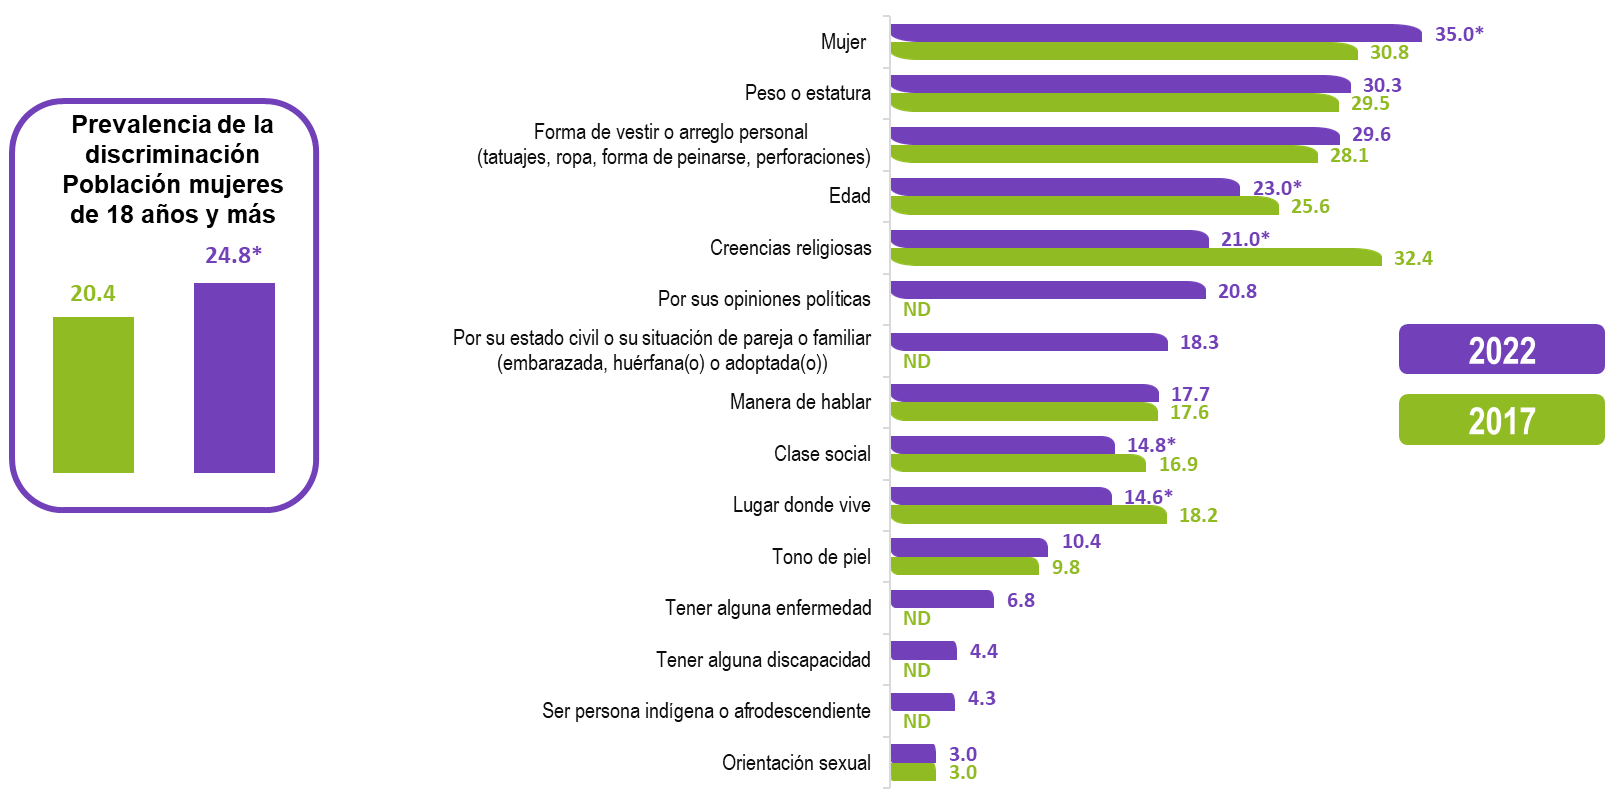 Prevalencia de la
discriminación
Población mujeres
de 18 años y más
24.8*
20.4
Mujer
35.0*
30.8
Peso o estatura
30.3
29.5
Forma de vestir o arreglo personal
(tatuajes, ropa, forma de peinarse, perforaciones)
29.6
28.1
Edad
23.0*
25.6
Creencias religiosas
21.0*
32.4
Por sus opiniones políticas
20.8
ND
Por su estado civil o su situación de pareja o familiar
(embarazada, huérfana(o) o adoptada(o))
18.3
ND
Manera de hablar
17.7
17.6
Clase social
14.8*
16.9
Lugar donde vive
14.6*
18.2
Tono de piel
10.4
9.8
Tener alguna enfermedad
6.8
ND
Tener alguna discapacidad
4.4
ND
Ser persona indígena o afrodescendiente
4.3
ND
Orientación sexual
3.0
3.0
2022
2017